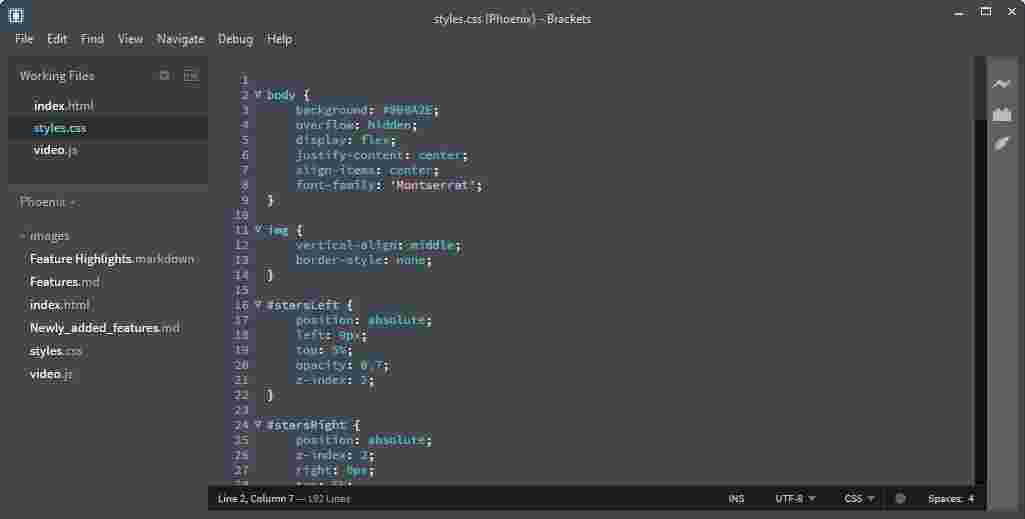 styles.css (Phoenix) - Brackets
File Edit Find View Navigate Debug Help
Working Files
index.html
styles.css
video.js
Phoenix
images
Feature Highlights.markdown
Features.md
index.html
Newly_added_features.md
styles.css
video.js
1
2 body {
3 background:
4 overflow: hidden;
5 display: flex;
6 justify-content: center;
7 align-items: center;
8 font-family: 'Montserrat';
9 }
10
11 img {
12 vertical-align: middle;
13 border-style: none;
14 }
15
16 #starsLeft {
17 position: absolute;
18 left: 0px;
19 top: 5%;
20 opacity: 0.7;
21 z-index: 2;
22 }
23
24 #starsRight {
25 position: absolute;
26 z-index: 2;
27 right: 0px;
Line 2, Column 7 — 192 Lines INS UTF-8 CSS Spaces: 4